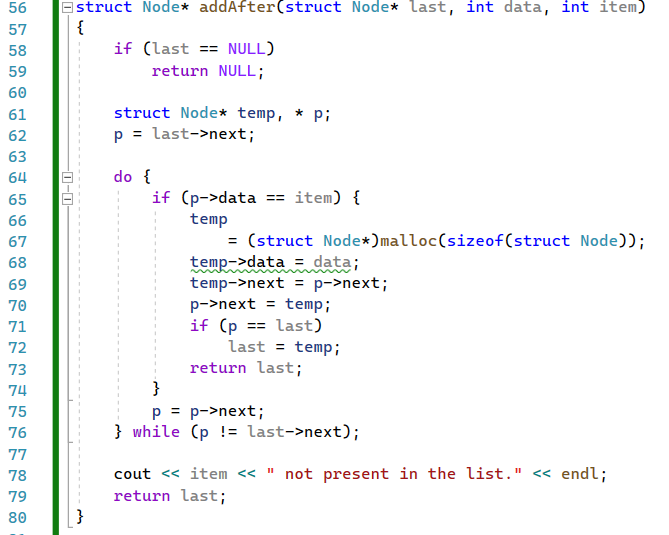 56 struct Node* addAfter(struct Node* last, int data, int item)
57 {
58     if (last == NULL)
59         return NULL;
60
61     struct Node* temp, * p;
62     p = last->next;
63
64     do {
65         if (p->data == item) {
66             temp
67                 = (struct Node*)malloc(sizeof(struct Node));
68             temp->data = data;
69             temp->next = p->next;
70             p->next = temp;
71             if (p == last)
72                 last = temp;
73             return last;
74         }
75         p = p->next;
76     } while (p != last->next);
77
78     cout << item << " not present in the list." << endl;
79     return last;
80 }